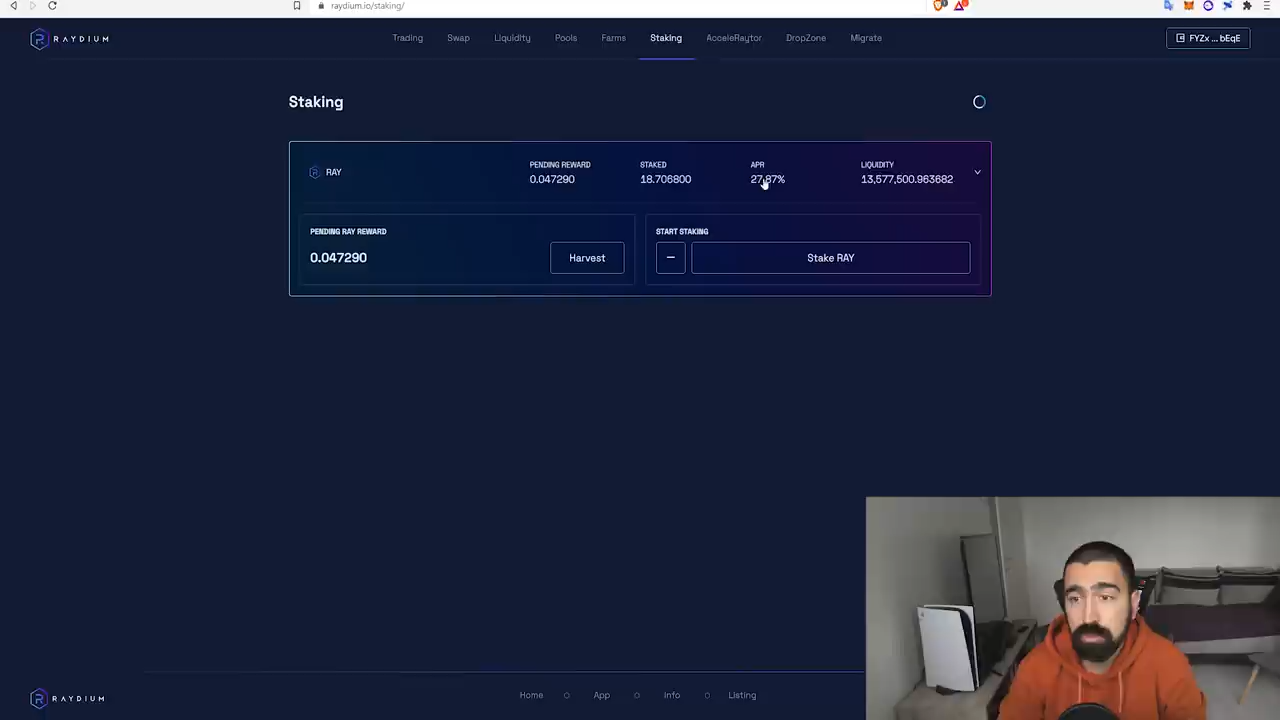 raydium.io/staking/
RAYDIUM
Trading
Swap
Liquidity
Pools
Farms
Staking
AcceleRaytor
DropZone
Migrate
FYZx ... bEqE
Staking
RAY
PENDING REWARD
0.047290
STAKED
18.706800
APR
27.87%
LIQUIDITY
13,577,500.963682
PENDING RAY REWARD
0.047290
Harvest
START STAKING
Stake RAY
RAYDIUM
Home
App
Info
Listing